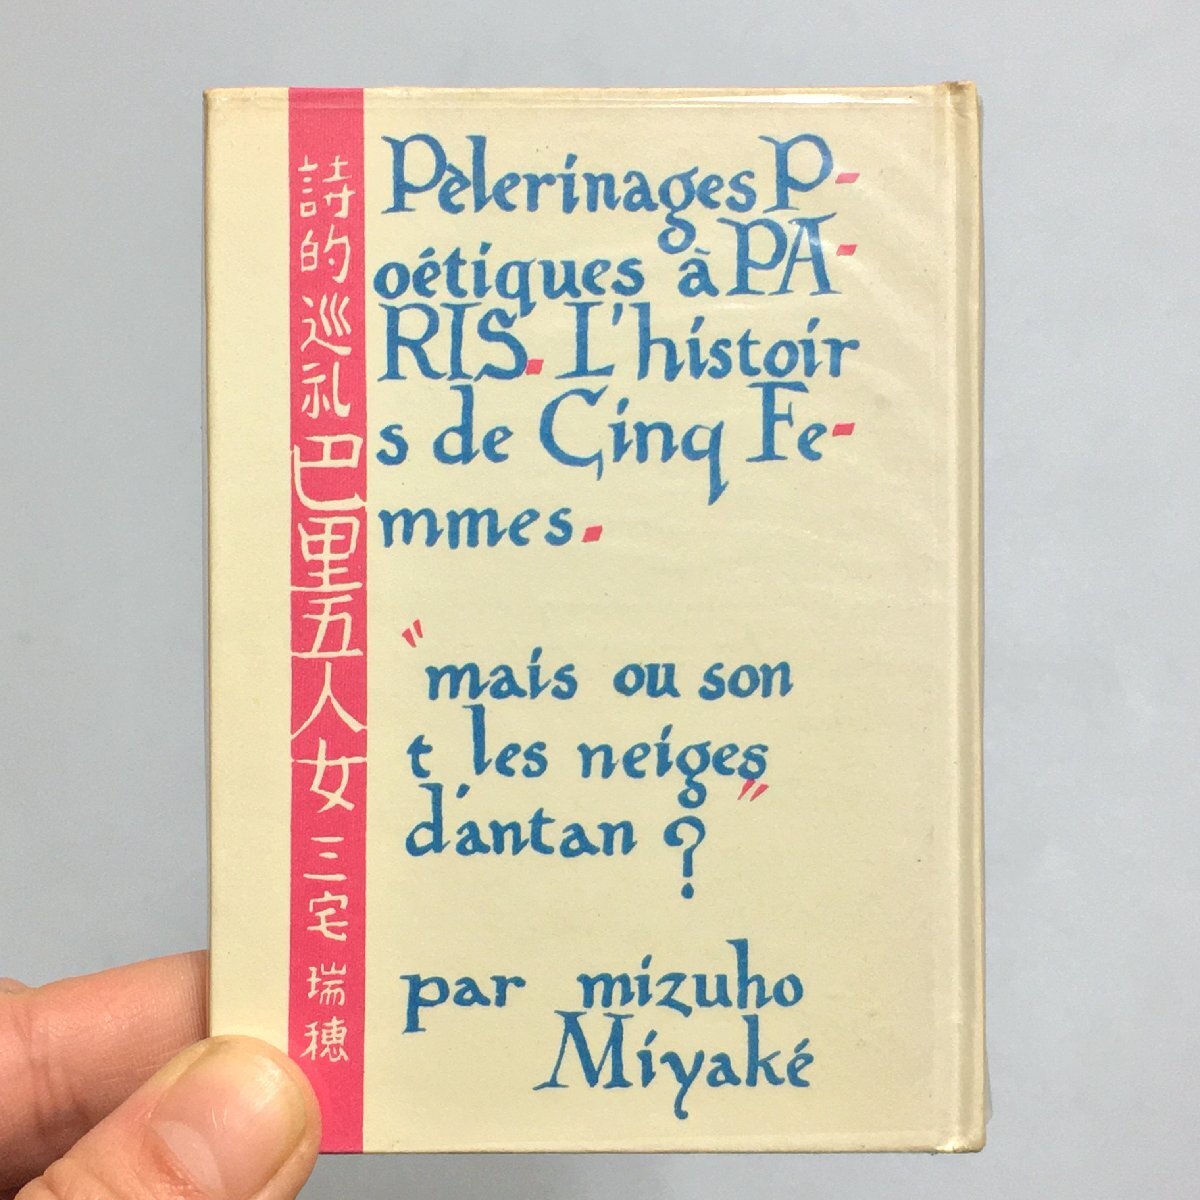 Pèlerinages P-
oétiques à PA-
RIS. L'histoir
s de Cinq Fe-
mmes.
"mais ou son
t les neiges
d'antan ?"
par mizuho
Miyaké
詩的巡礼 巴里五人女 三宅瑞穂